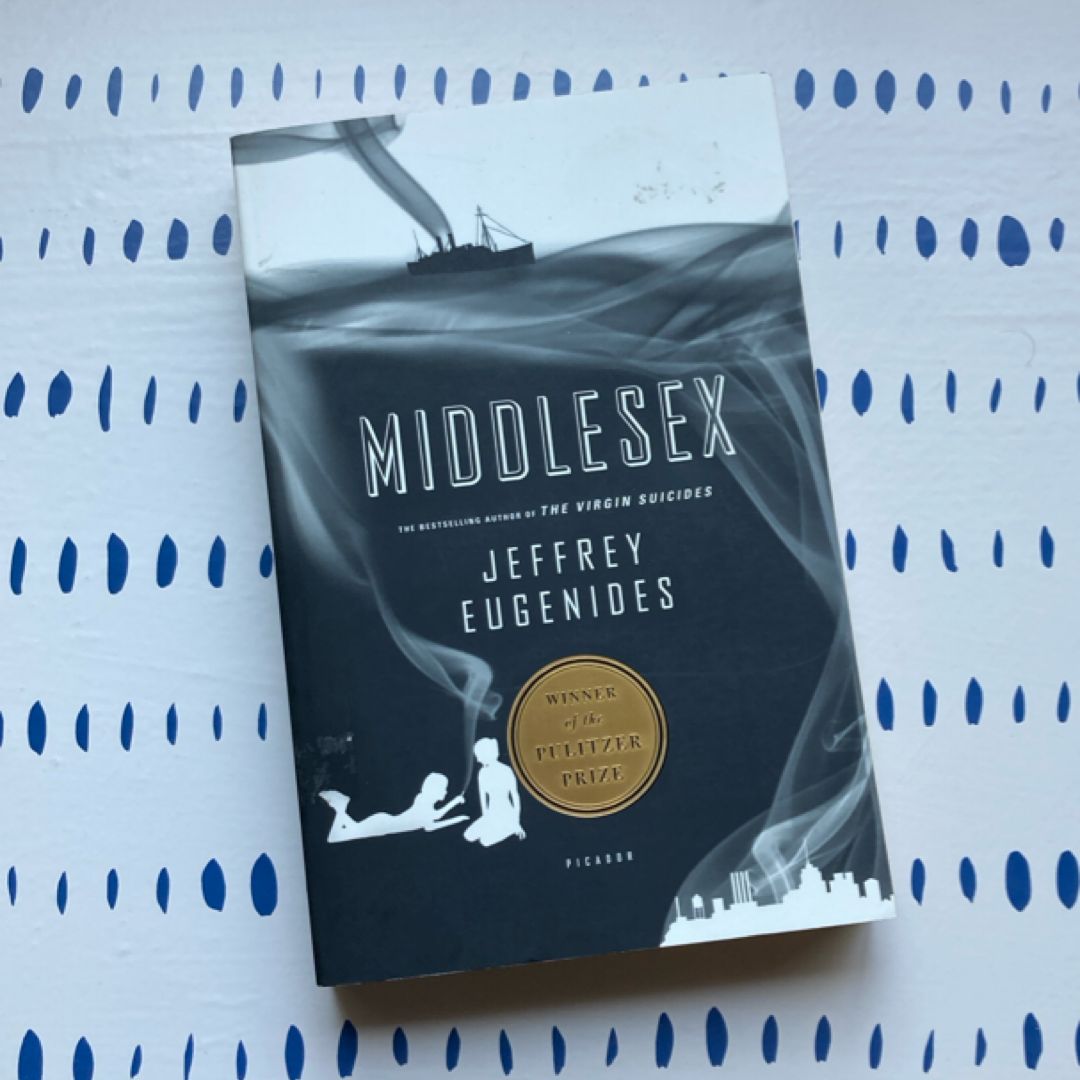 MIDDLESEX
THE BESTSELLING AUTHOR OF THE VIRGIN SUICIDES
JEFFREY
EUGENIDES
WINNER
of the
PULITZER
PRIZE
PICADOR